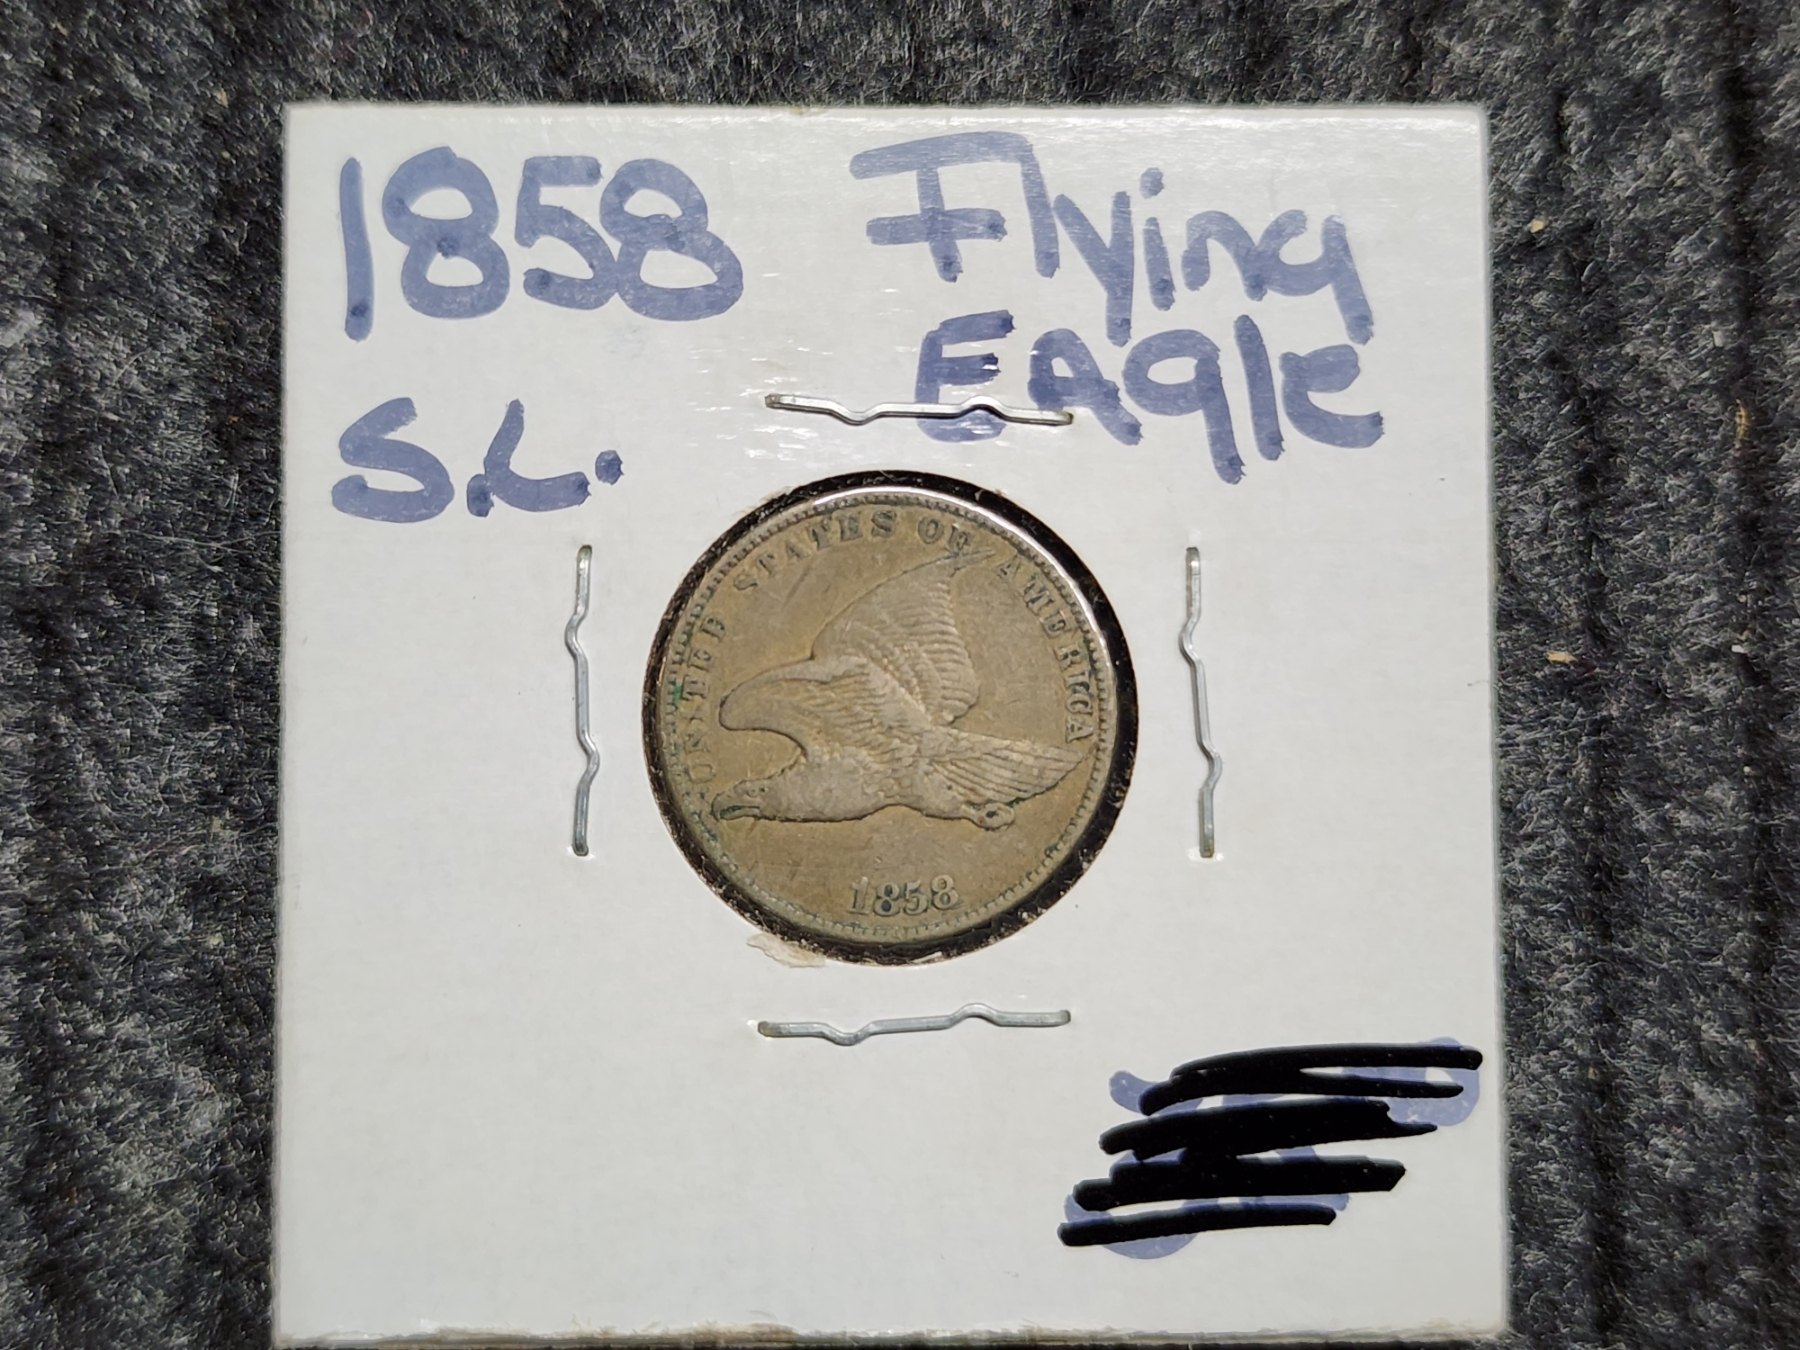 1858 Flying
Eagle
S.L.
UNITED STATES OF AMERICA
1858